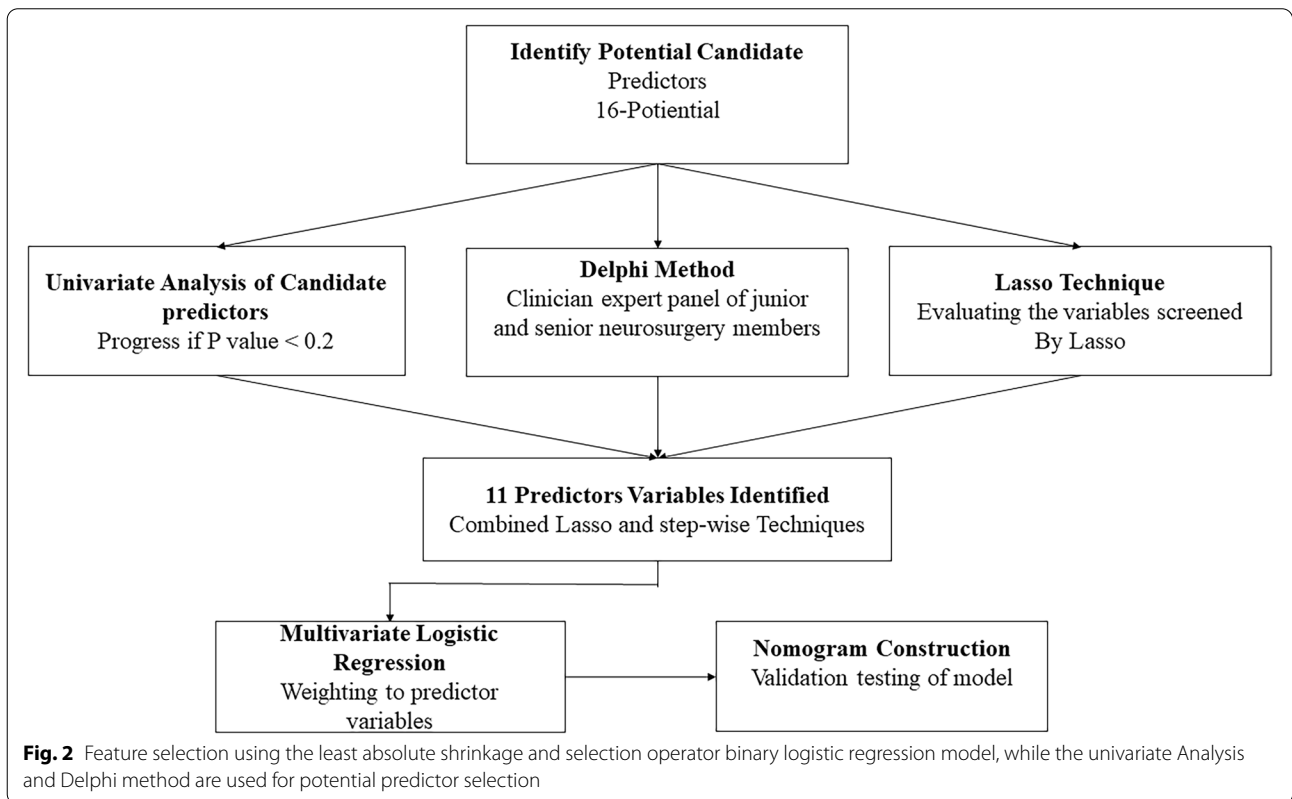 Identify Potential Candidate
Predictors
16-Potiential
Univariate Analysis of Candidate
predictors
Progress if P value < 0.2
Delphi Method
Clinician expert panel of junior
and senior neurosurgery members
Lasso Technique
Evaluating the variables screened
By Lasso
11 Predictors Variables Identified
Combined Lasso and step-wise Techniques
Multivariate Logistic
Regression
Weighting to predictor
variables
Nomogram Construction
Validation testing of model
Fig. 2 Feature selection using the least absolute shrinkage and selection operator binary logistic regression model, while the univariate Analysis
and Delphi method are used for potential predictor selection